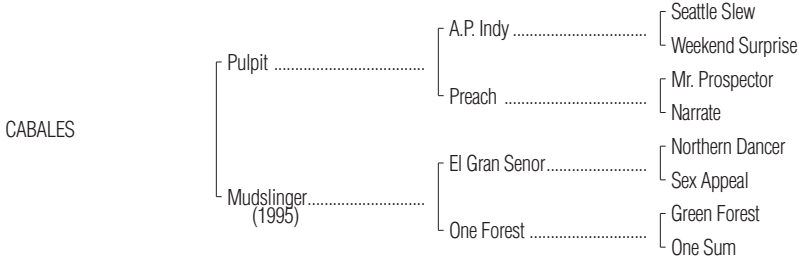 Seattle Slew
A.P. Indy ..................................
Weekend Surprise
Pulpit ......................................
Mr. Prospector
Preach ....................................
Narrate
CABALES
Northern Dancer
El Gran Senor.........................
Sex Appeal
Mudslinger.............................
(1995)
Green Forest
One Forest .............................
One Sum